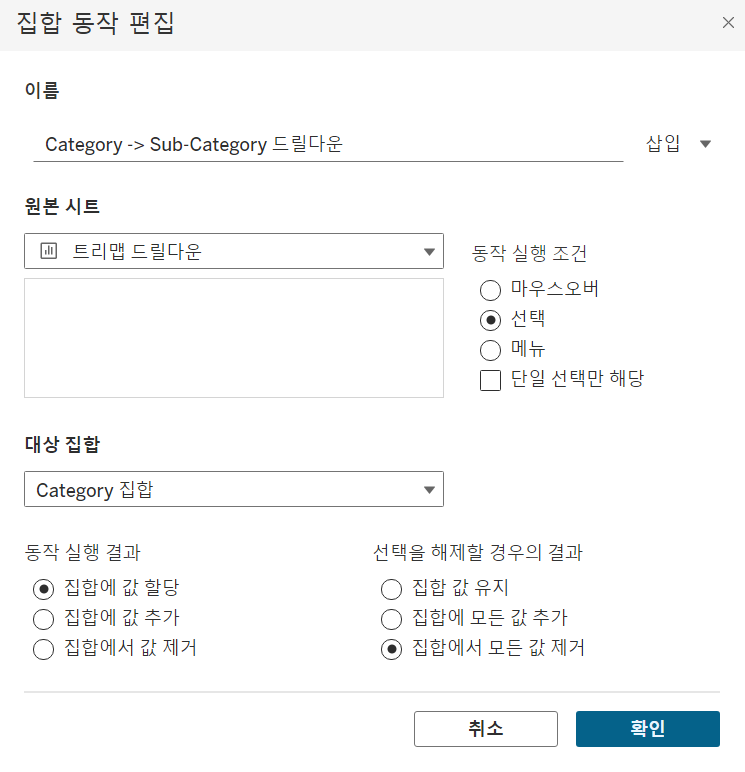 집합 동작 편집
이름
Category -> Sub-Category 드릴다운
삽입
원본 시트
트리맵 드릴다운
동작 실행 조건
마우스오버
선택
메뉴
단일 선택만 해당
대상 집합
Category 집합
동작 실행 결과
집합에 값 할당
집합에 값 추가
집합에서 값 제거
선택을 해제할 경우의 결과
집합 값 유지
집합에 모든 값 추가
집합에서 모든 값 제거
취소
확인